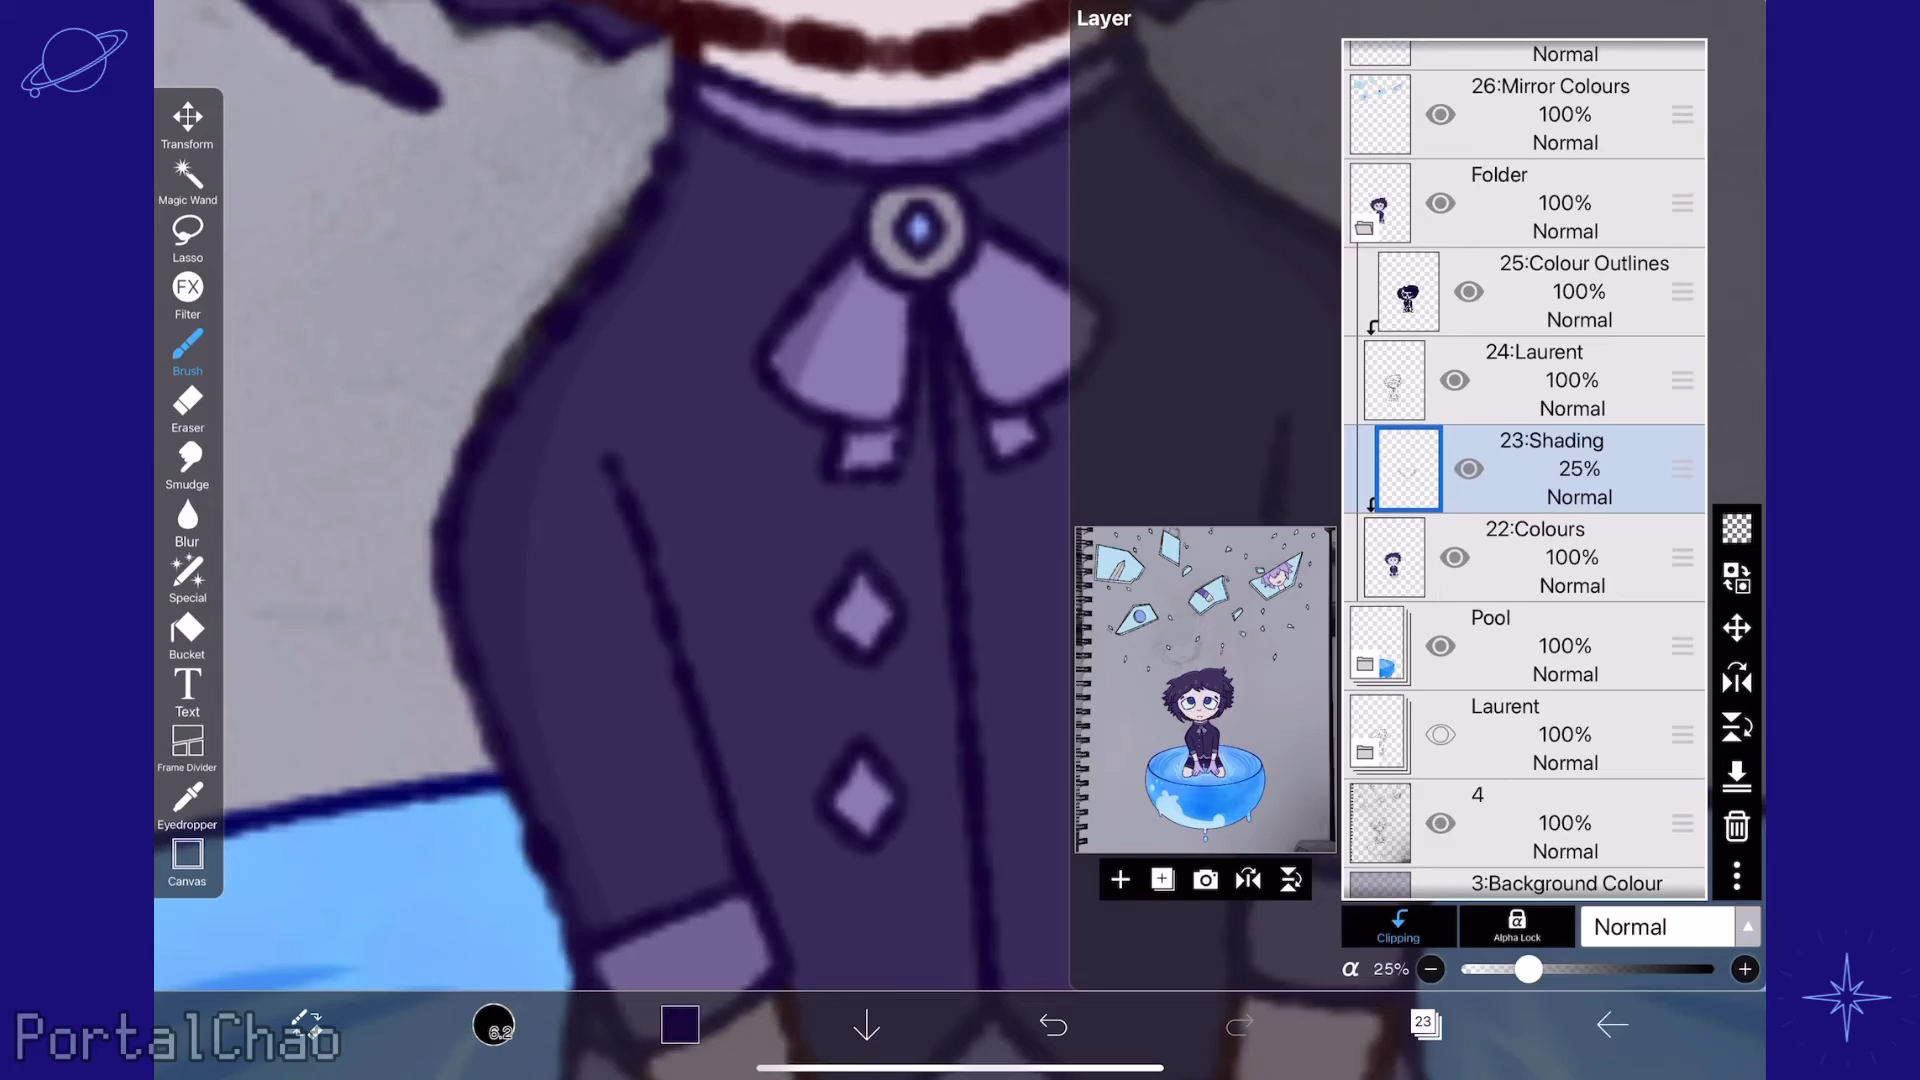 Layer
Transform
Magic Wand
Lasso
FX
Filter
Brush
Eraser
Smudge
Blur
Special
Bucket
T
Text
Frame Divider
Eyedropper
Canvas
Normal
26:Mirror Colours
100%
Normal
Folder
100%
Normal
25:Colour Outlines
100%
Normal
24:Laurent
100%
Normal
23:Shading
25%
Normal
22:Colours
100%
Normal
Pool
100%
Normal
Laurent
100%
Normal
4
100%
Normal
3:Background Colour
Clipping
α
Alpha Lock
Normal
α 25%
6.2
23
PortalChao